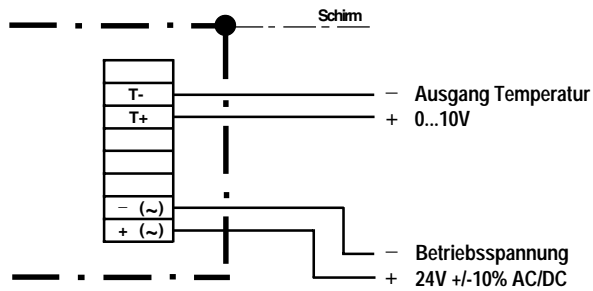 Schirm
T- − Ausgang Temperatur
T+ + 0...10V
− (~)
+ (~)
− Betriebsspannung
+ 24V +/-10% AC/DC